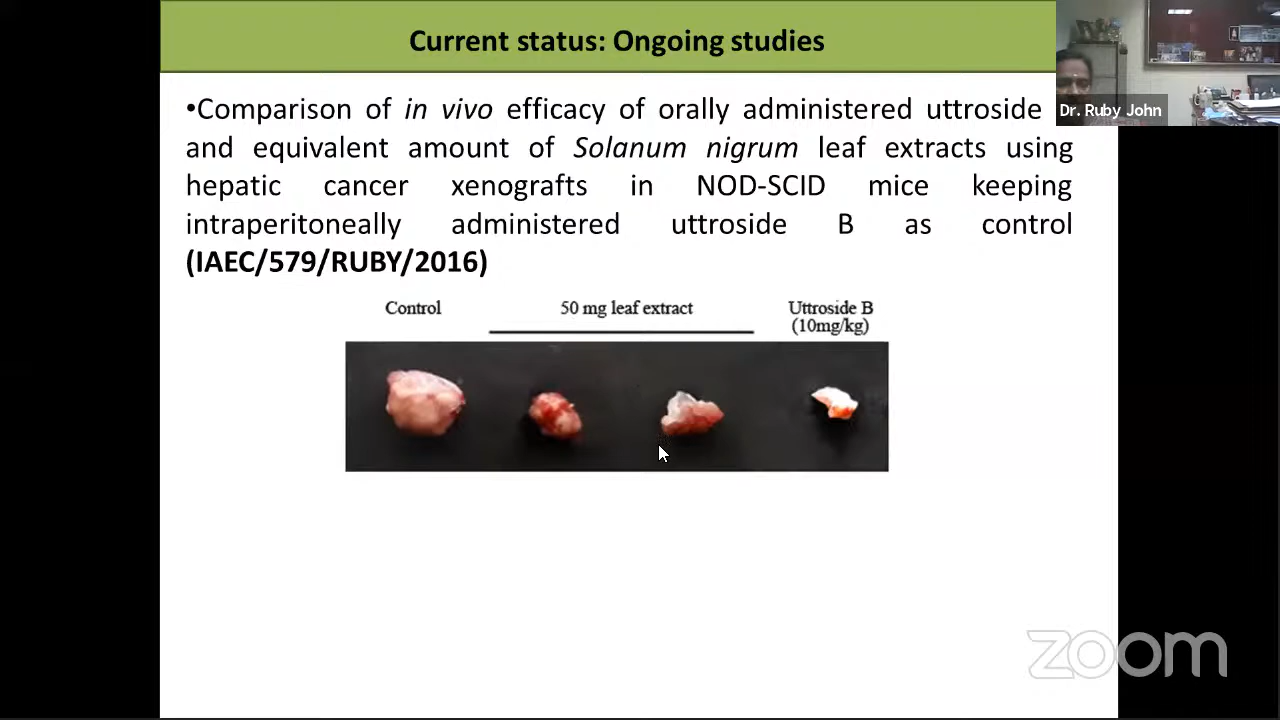 Current status: Ongoing studies
•Comparison of in vivo efficacy of orally administered uttroside
and equivalent amount of Solanum nigrum leaf extracts using
hepatic cancer xenografts in NOD-SCID mice keeping
intraperitoneally administered uttroside B as control
(IAEC/579/RUBY/2016)
Control
50 mg leaf extract
Uttroside B
(10mg/kg)
Dr. Ruby John
zoom